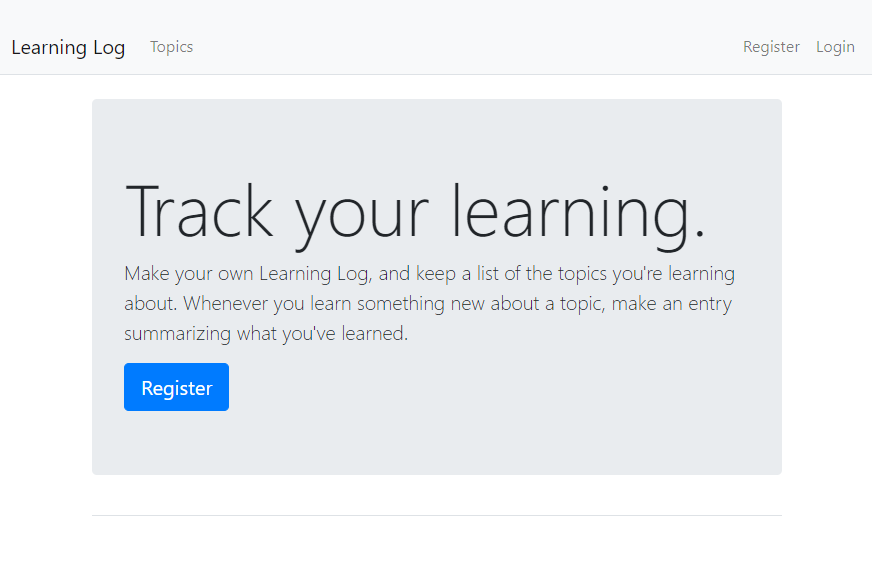 Learning Log Topics Register Login
Track your learning.
Make your own Learning Log, and keep a list of the topics you're learning
about. Whenever you learn something new about a topic, make an entry
summarizing what you've learned.
Register